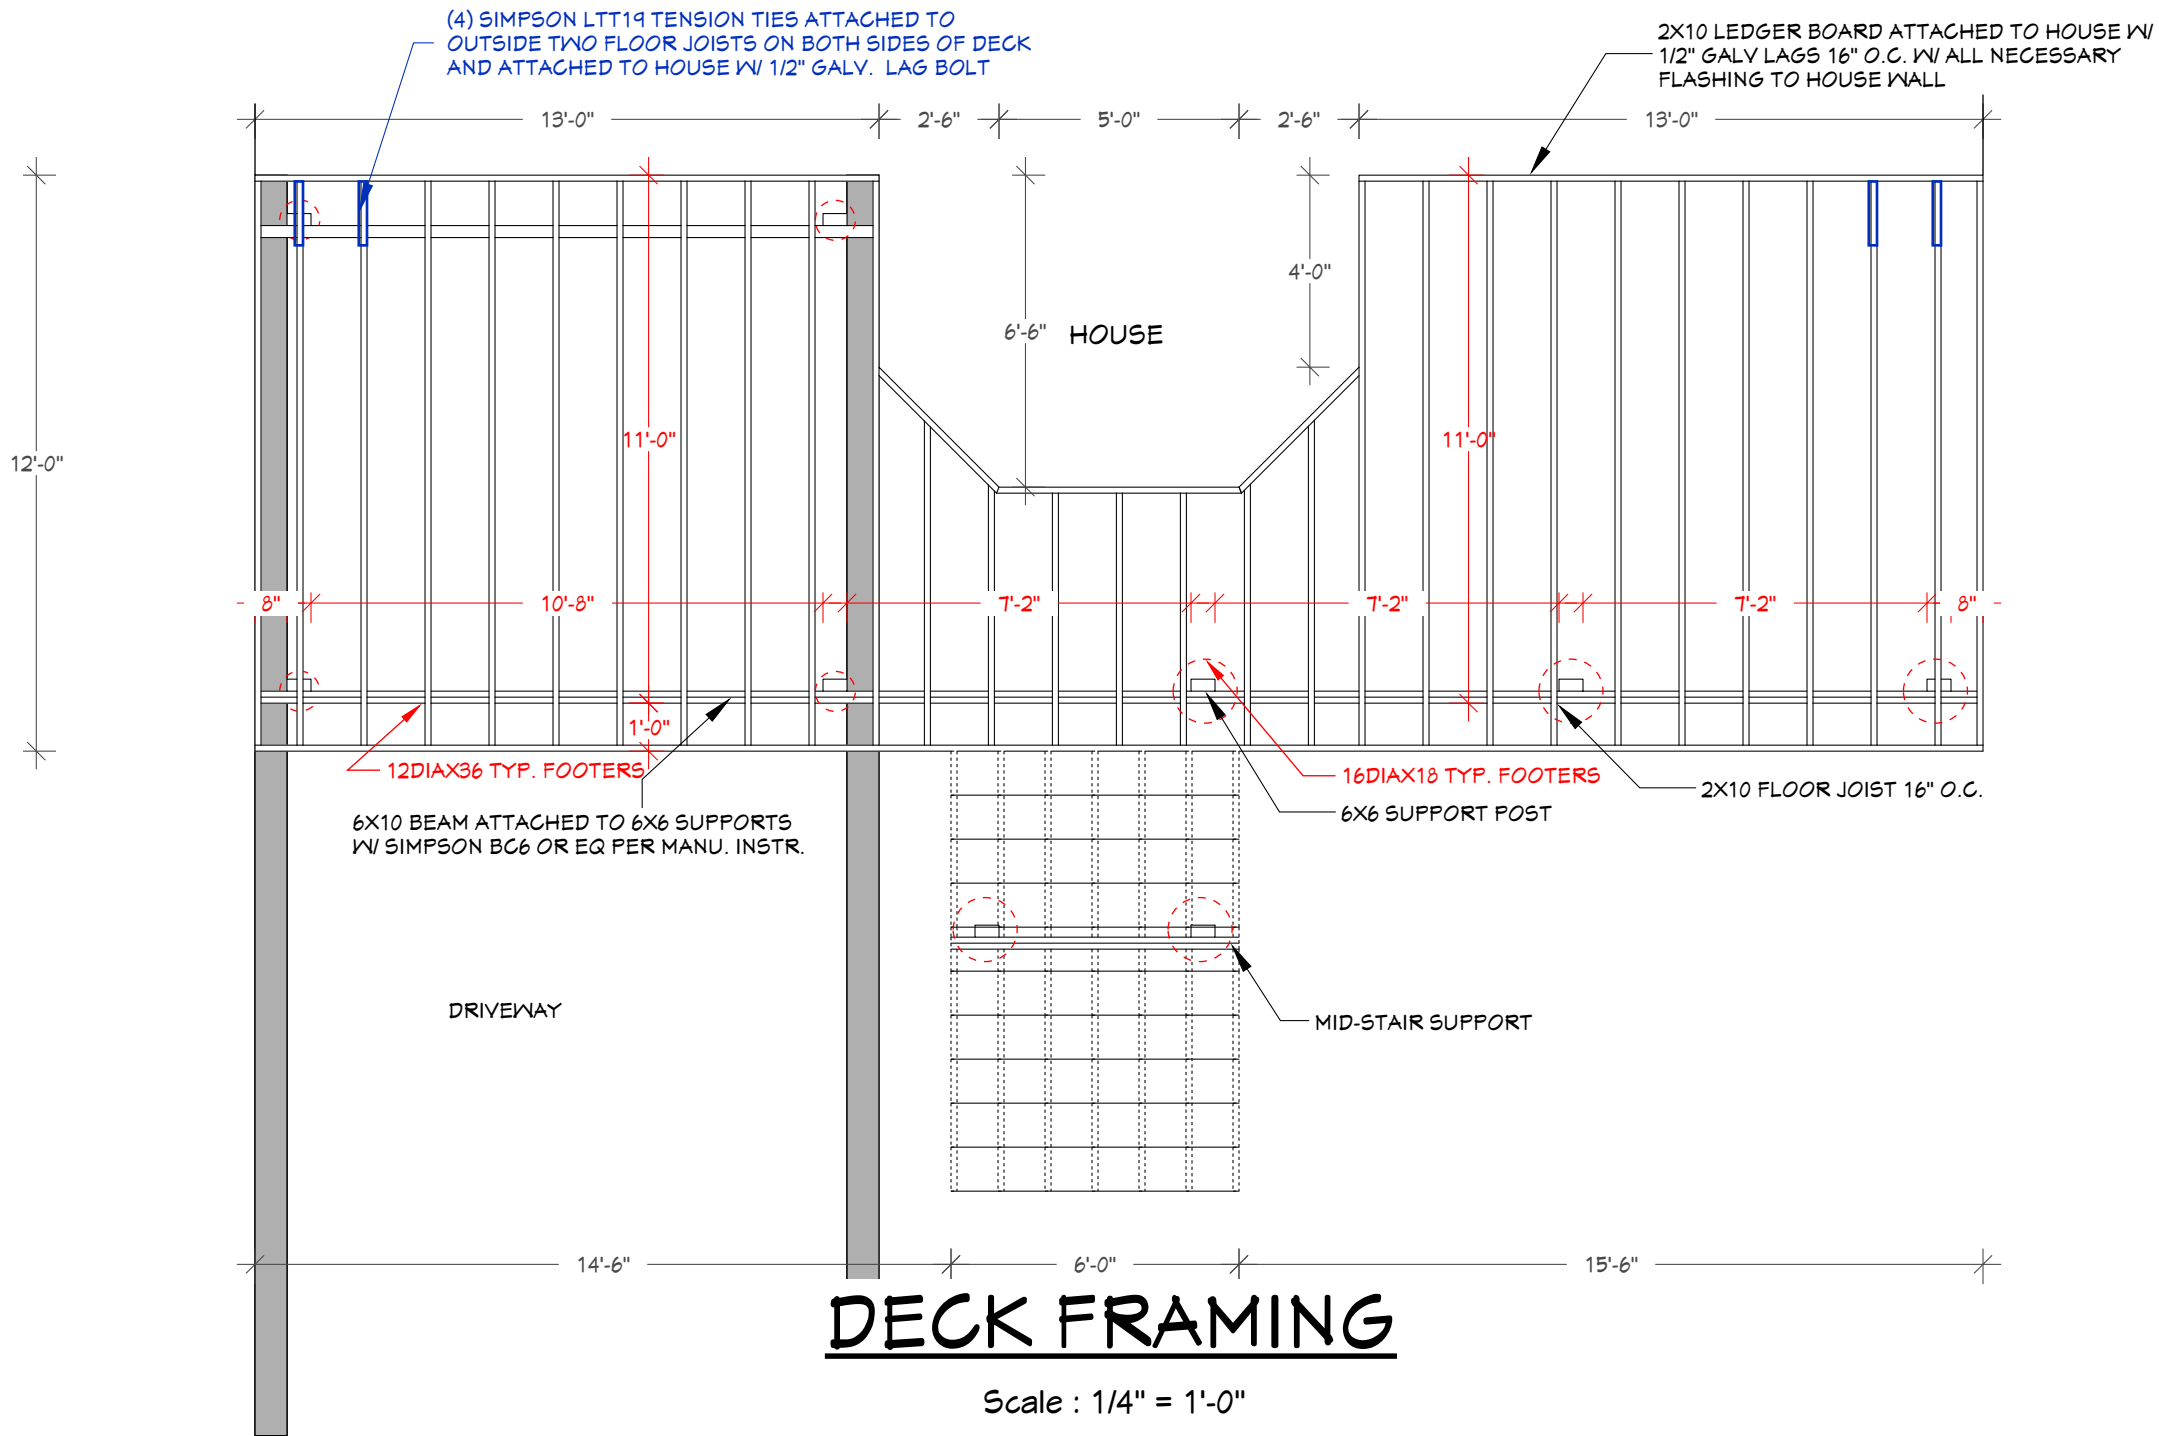 (4) SIMPSON LTT19 TENSION TIES ATTACHED TO
OUTSIDE TWO FLOOR JOISTS ON BOTH SIDES OF DECK
AND ATTACHED TO HOUSE W/ 1/2" GALV. LAG BOLT
2X10 LEDGER BOARD ATTACHED TO HOUSE W/
1/2" GALV LAGS 16" O.C. W/ ALL NECESSARY
FLASHING TO HOUSE WALL
13'-0"
2'-6"
5'-0"
2'-6"
13'-0"
4'-0"
6'-6"
HOUSE
11'-0"
11'-0"
12'-0"
8"
10'-8"
7'-2"
7'-2"
7'-2"
8"
1'-0"
12DIAX36 TYP. FOOTERS
16DIAX18 TYP. FOOTERS
2X10 FLOOR JOIST 16" O.C.
6X6 SUPPORT POST
6X10 BEAM ATTACHED TO 6X6 SUPPORTS
W/ SIMPSON BC6 OR EQ PER MANU. INSTR.
DRIVEWAY
MID-STAIR SUPPORT
14'-6"
6'-0"
15'-6"
DECK FRAMING
Scale : 1/4" = 1'-0"